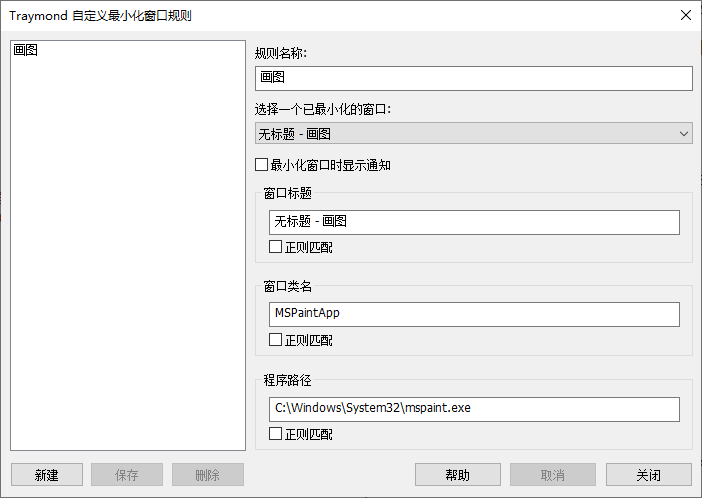 Traymond 自定义最小化窗口规则
画图
规则名称:
画图
选择一个已最小化的窗口:
无标题 - 画图
最小化窗口时显示通知
窗口标题
无标题 - 画图
正则匹配
窗口类名
MSPaintApp
正则匹配
程序路径
C:\Windows\System32\mspaint.exe
正则匹配
新建 保存 删除 帮助 取消 关闭